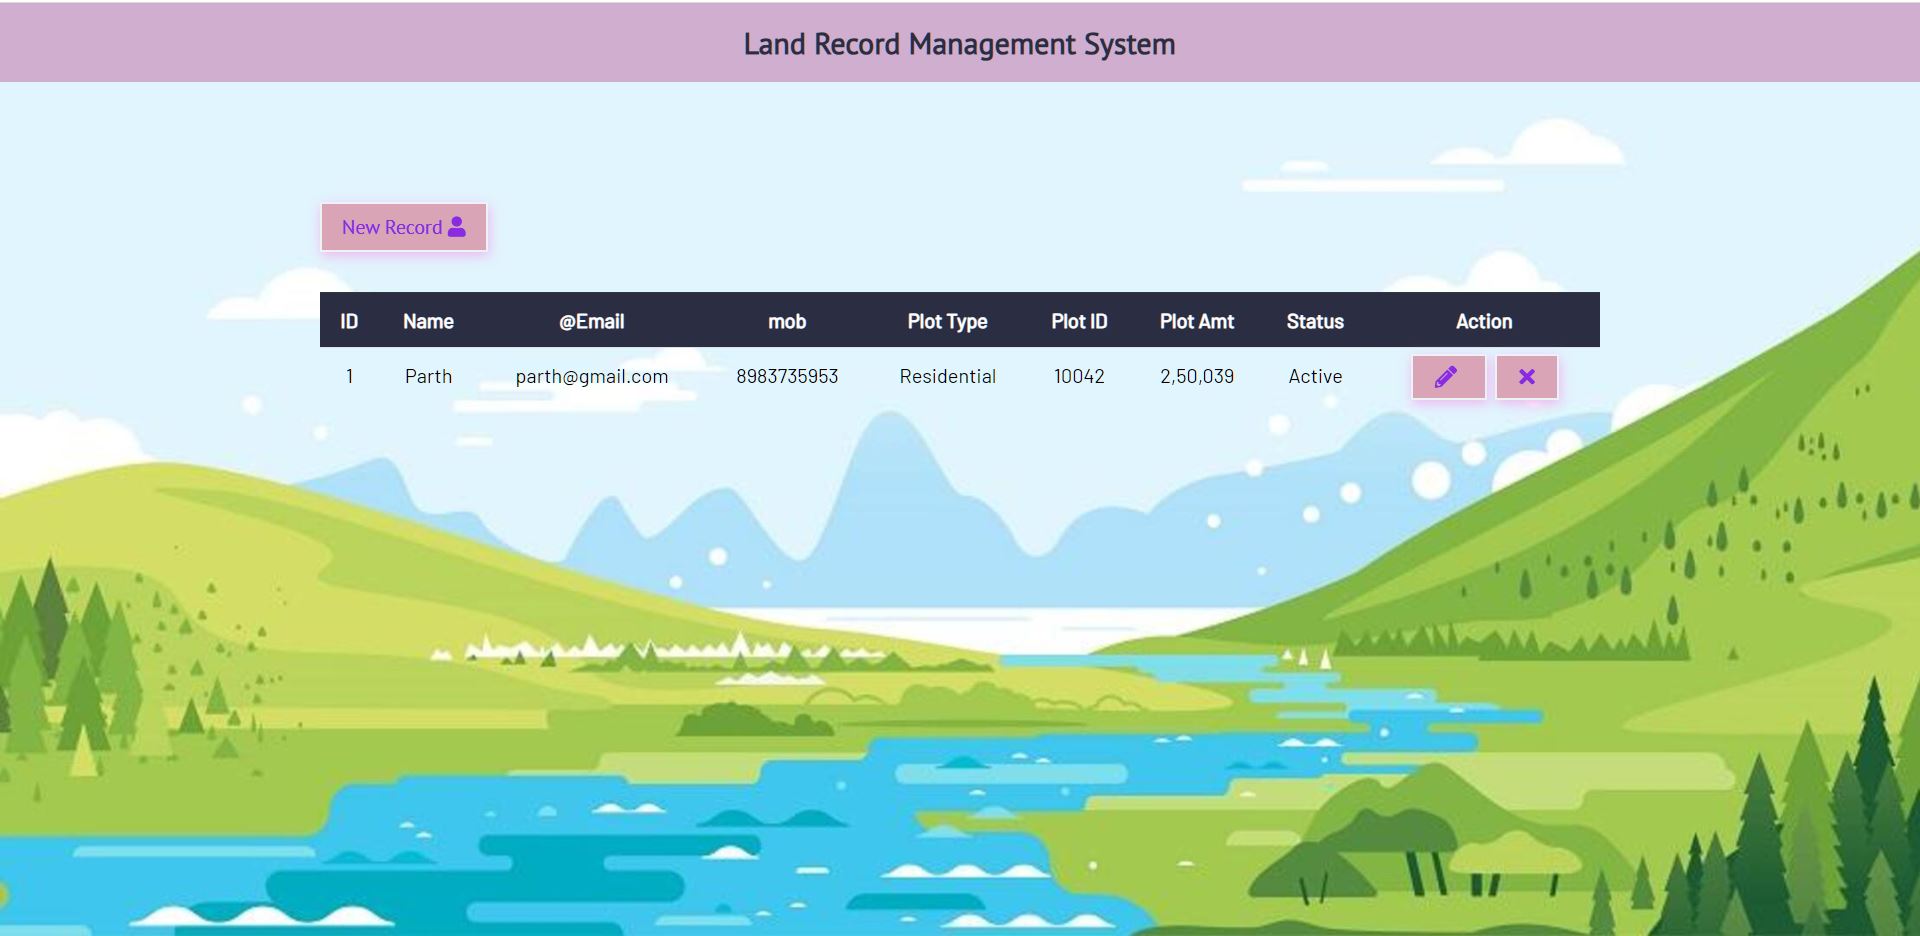 Land Record Management System
New Record
ID Name @Email mob Plot Type Plot ID Plot Amt Status Action
1 Parth parth@gmail.com 8983735953 Residential 10042 2,50,039 Active